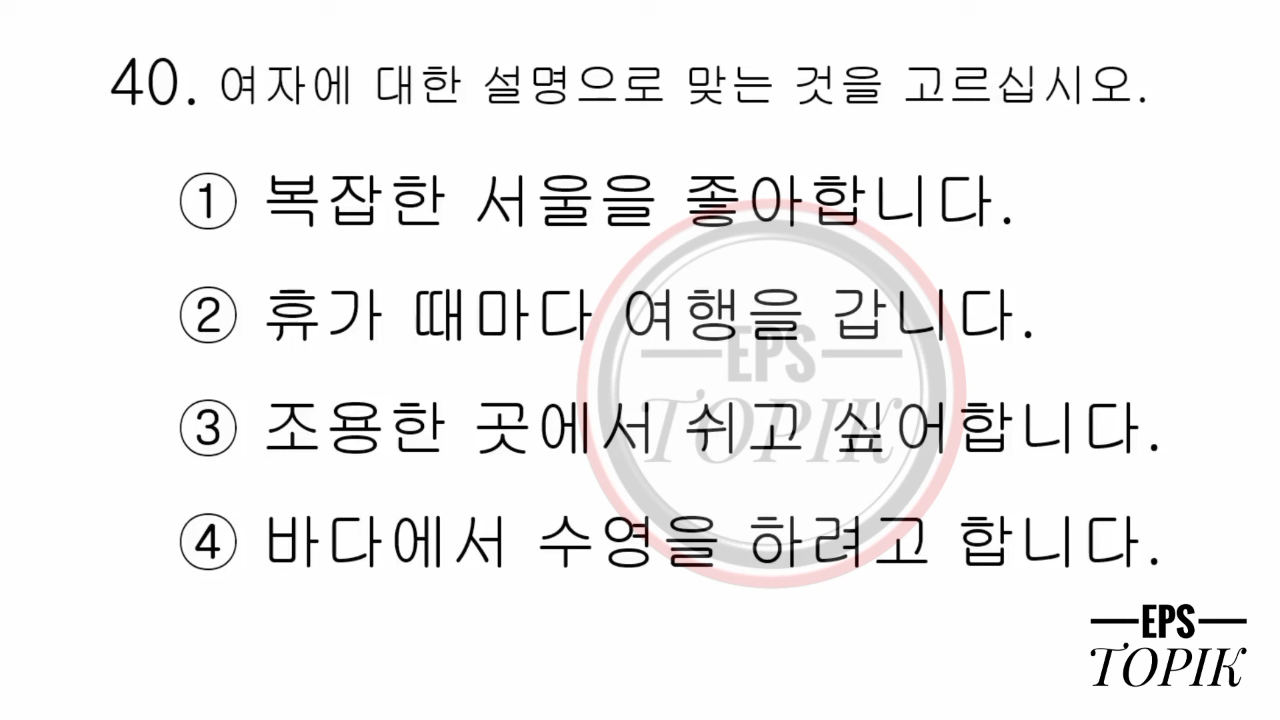 40. 여자에 대한 설명으로 맞는 것을 고르십시오.
① 복잡한 서울을 좋아합니다.
② 휴가 때마다 여행을 갑니다.
③ 조용한 곳에서 쉬고 싶어합니다.
④ 바다에서 수영을 하려고 합니다.
EPS
TOPIK
EPS
TOPIK